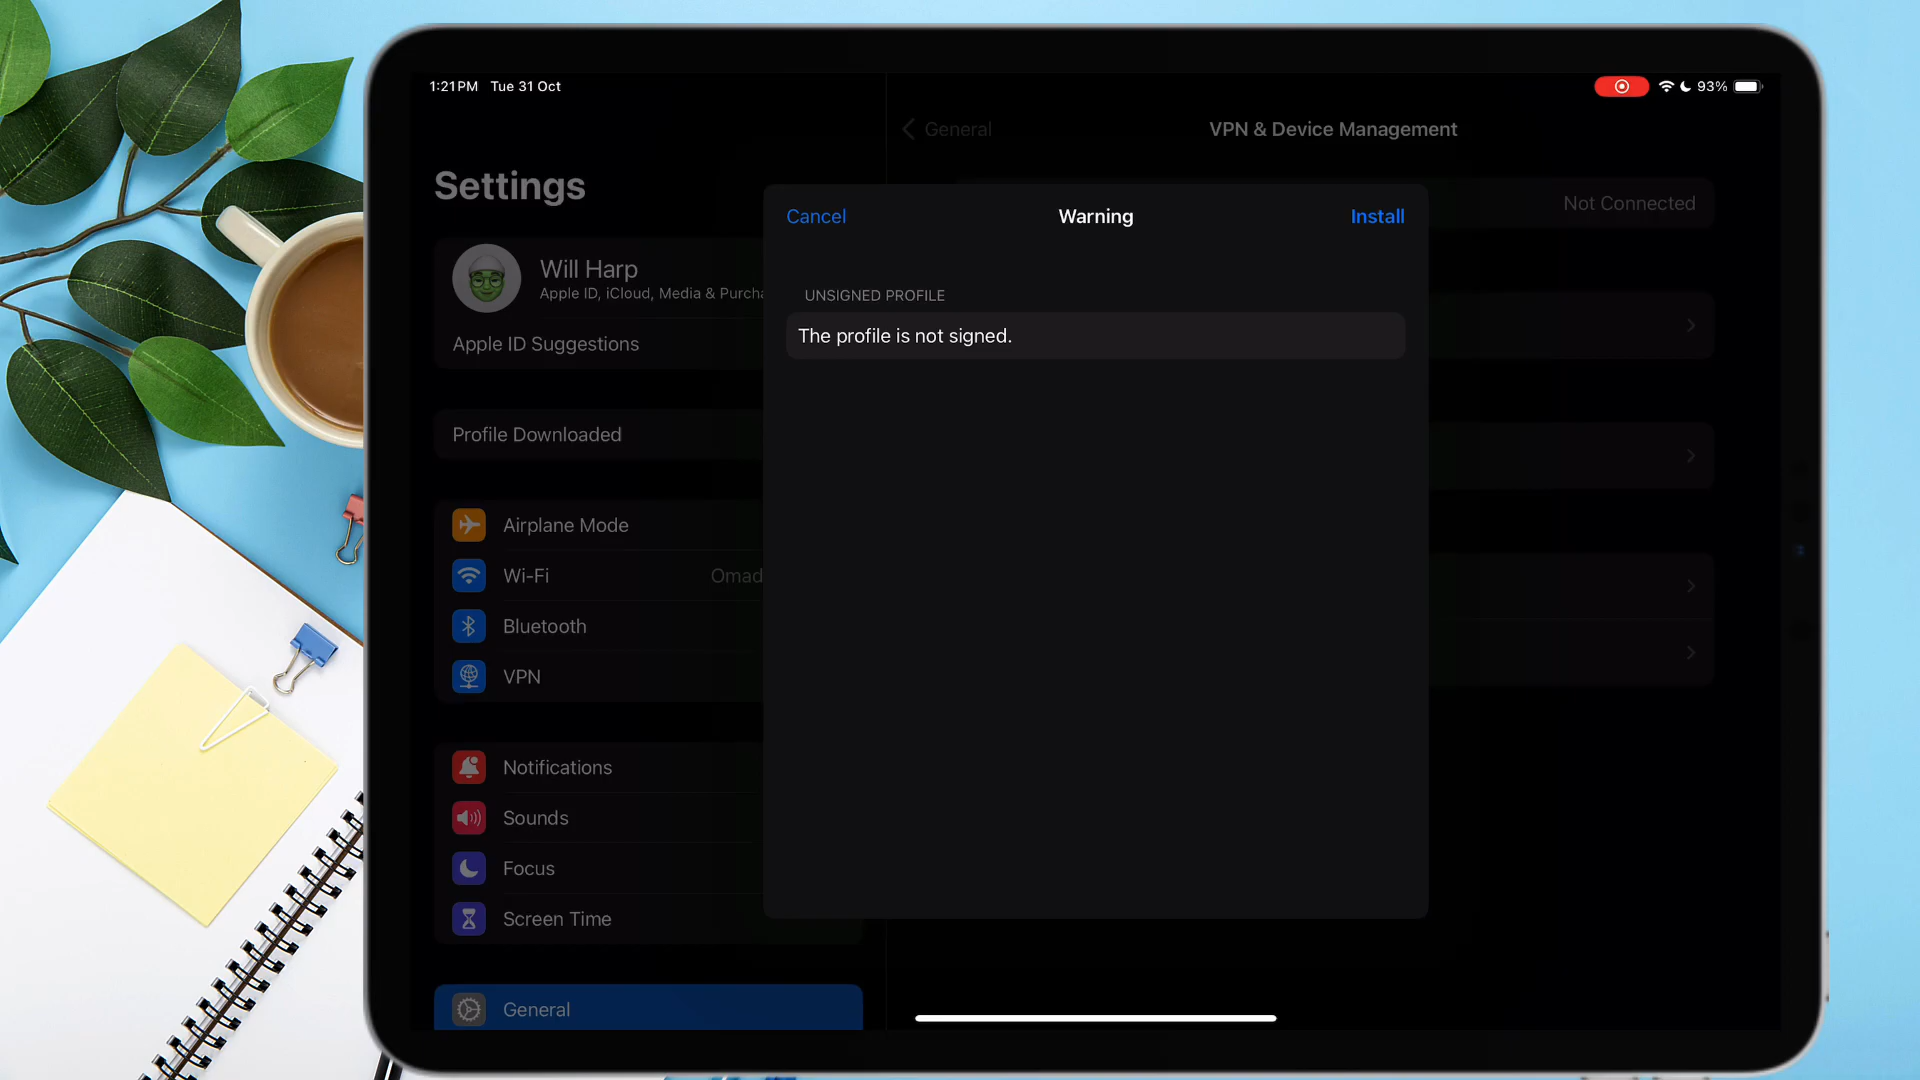 1:21 PM Tue 31 Oct
93%
Settings
Will Harp
Apple ID, iCloud, Media & Purcha
Apple ID Suggestions
Profile Downloaded
Airplane Mode
Wi-Fi Omad
Bluetooth
VPN
Notifications
Sounds
Focus
Screen Time
General
General
VPN & Device Management
Not Connected
Cancel Warning Install
UNSIGNED PROFILE
The profile is not signed.